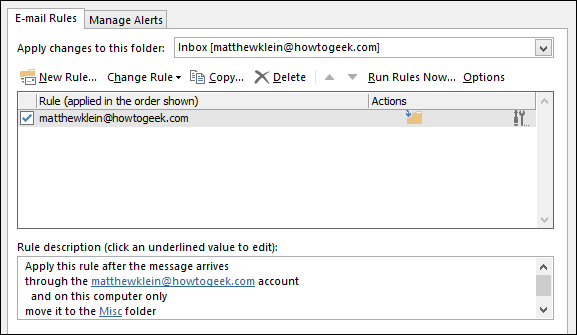 E-mail Rules Manage Alerts
Apply changes to this folder: Inbox [matthewklein@howtogeek.com]
New Rule... Change Rule Copy... Delete Run Rules Now... Options
Rule (applied in the order shown) Actions
matthewklein@howtogeek.com
Rule description (click an underlined value to edit):
Apply this rule after the message arrives
through the matthewklein@howtogeek.com account
and on this computer only
move it to the Misc folder